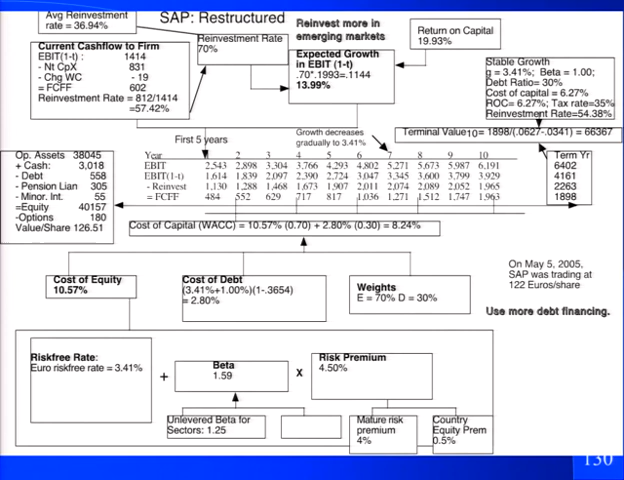 SAP: Restructured
Avg Reinvestment
rate = 36.94%
Reinvest more in
emerging markets
Return on Capital
19.93%
Current Cashflow to Firm
EBIT(1-t) : 1414
- Nt CpX 831
- Chg WC - 19
= FCFF 602
Reinvestment Rate = 812/1414
=57.42%
Reinvestment Rate
70%
Expected Growth
in EBIT (1-t)
.70*.1993=.1144
13.99%
Stable Growth
g = 3.41%; Beta = 1.00;
Debt Ratio= 30%
Cost of capital = 6.27%
ROC= 6.27%; Tax rate=35%
Reinvestment Rate=54.38%
First 5 years
Growth decreases
gradually to 3.41%
Terminal Value10= 1898/(.0627-.0341) = 66367
Op. Assets 38045
+ Cash: 3,018
- Debt 558
- Pension Lian 305
- Minor. Int. 55
=Equity 40157
-Options 180
Value/Share 126.51
Year 1 2 3 4 5 6 7 8 9 10
EBIT 2,543 2,898 3,304 3,766 4,293 4,802 5,271 5,673 5,987 6,191
EBIT(1-t) 1,614 1,839 2,097 2,390 2,724 3,047 3,345 3,600 3,799 3,929
- Reinvest 1,130 1,288 1,468 1,673 1,907 2,011 2,074 2,089 2,052 1,965
= FCFF 484 552 629 717 817 1,036 1,271 1,512 1,747 1,963
Term Yr
6402
4161
2263
1898
Cost of Capital (WACC) = 10.57% (0.70) + 2.80% (0.30) = 8.24%
Cost of Equity
10.57%
Cost of Debt
(3.41%+1.00%)(1-.3654)
= 2.80%
Weights
E = 70% D = 30%
On May 5, 2005,
SAP was trading at
122 Euros/share
Use more debt financing.
Riskfree Rate:
Euro riskfree rate = 3.41%
+
Beta
1.59
X
Risk Premium
4.50%
Unlevered Beta for
Sectors: 1.25
Mature risk
premium
4%
Country
Equity Prem
0.5%
130